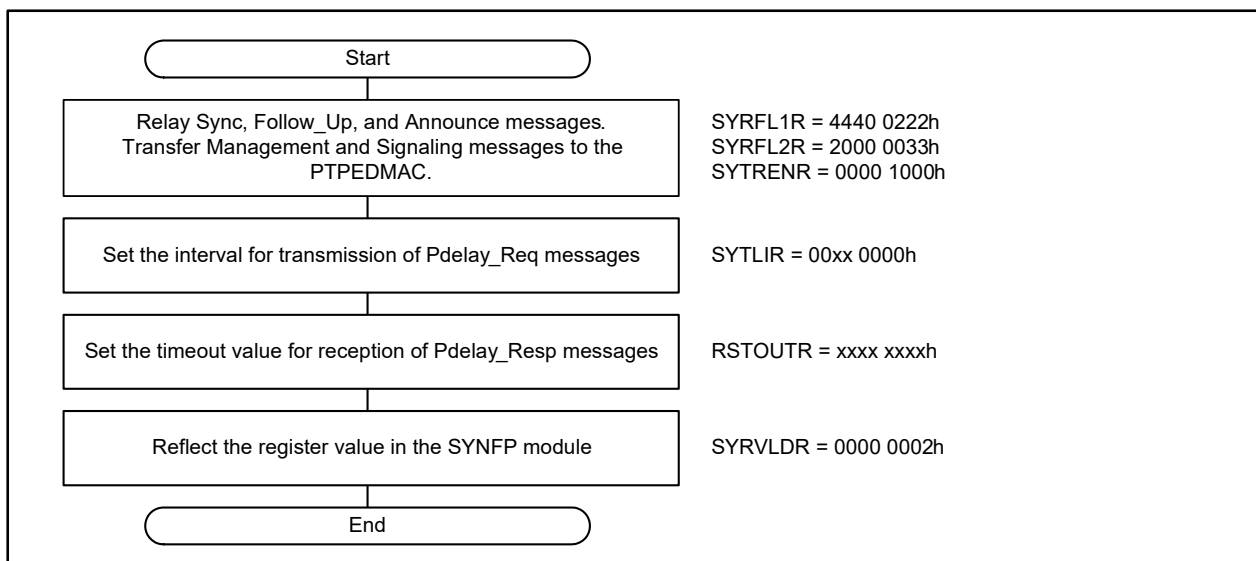 Start
Relay Sync, Follow_Up, and Announce messages.
Transfer Management and Signaling messages to the
PTPEDMAC.
SYRFL1R = 4440 0222h
SYRFL2R = 2000 0033h
SYTRENR = 0000 1000h
Set the interval for transmission of Pdelay_Req messages
SYTLIR = 00xx 0000h
Set the timeout value for reception of Pdelay_Resp messages
RSTOUTR = xxxx xxxxh
Reflect the register value in the SYNFP module
SYRVLDR = 0000 0002h
End